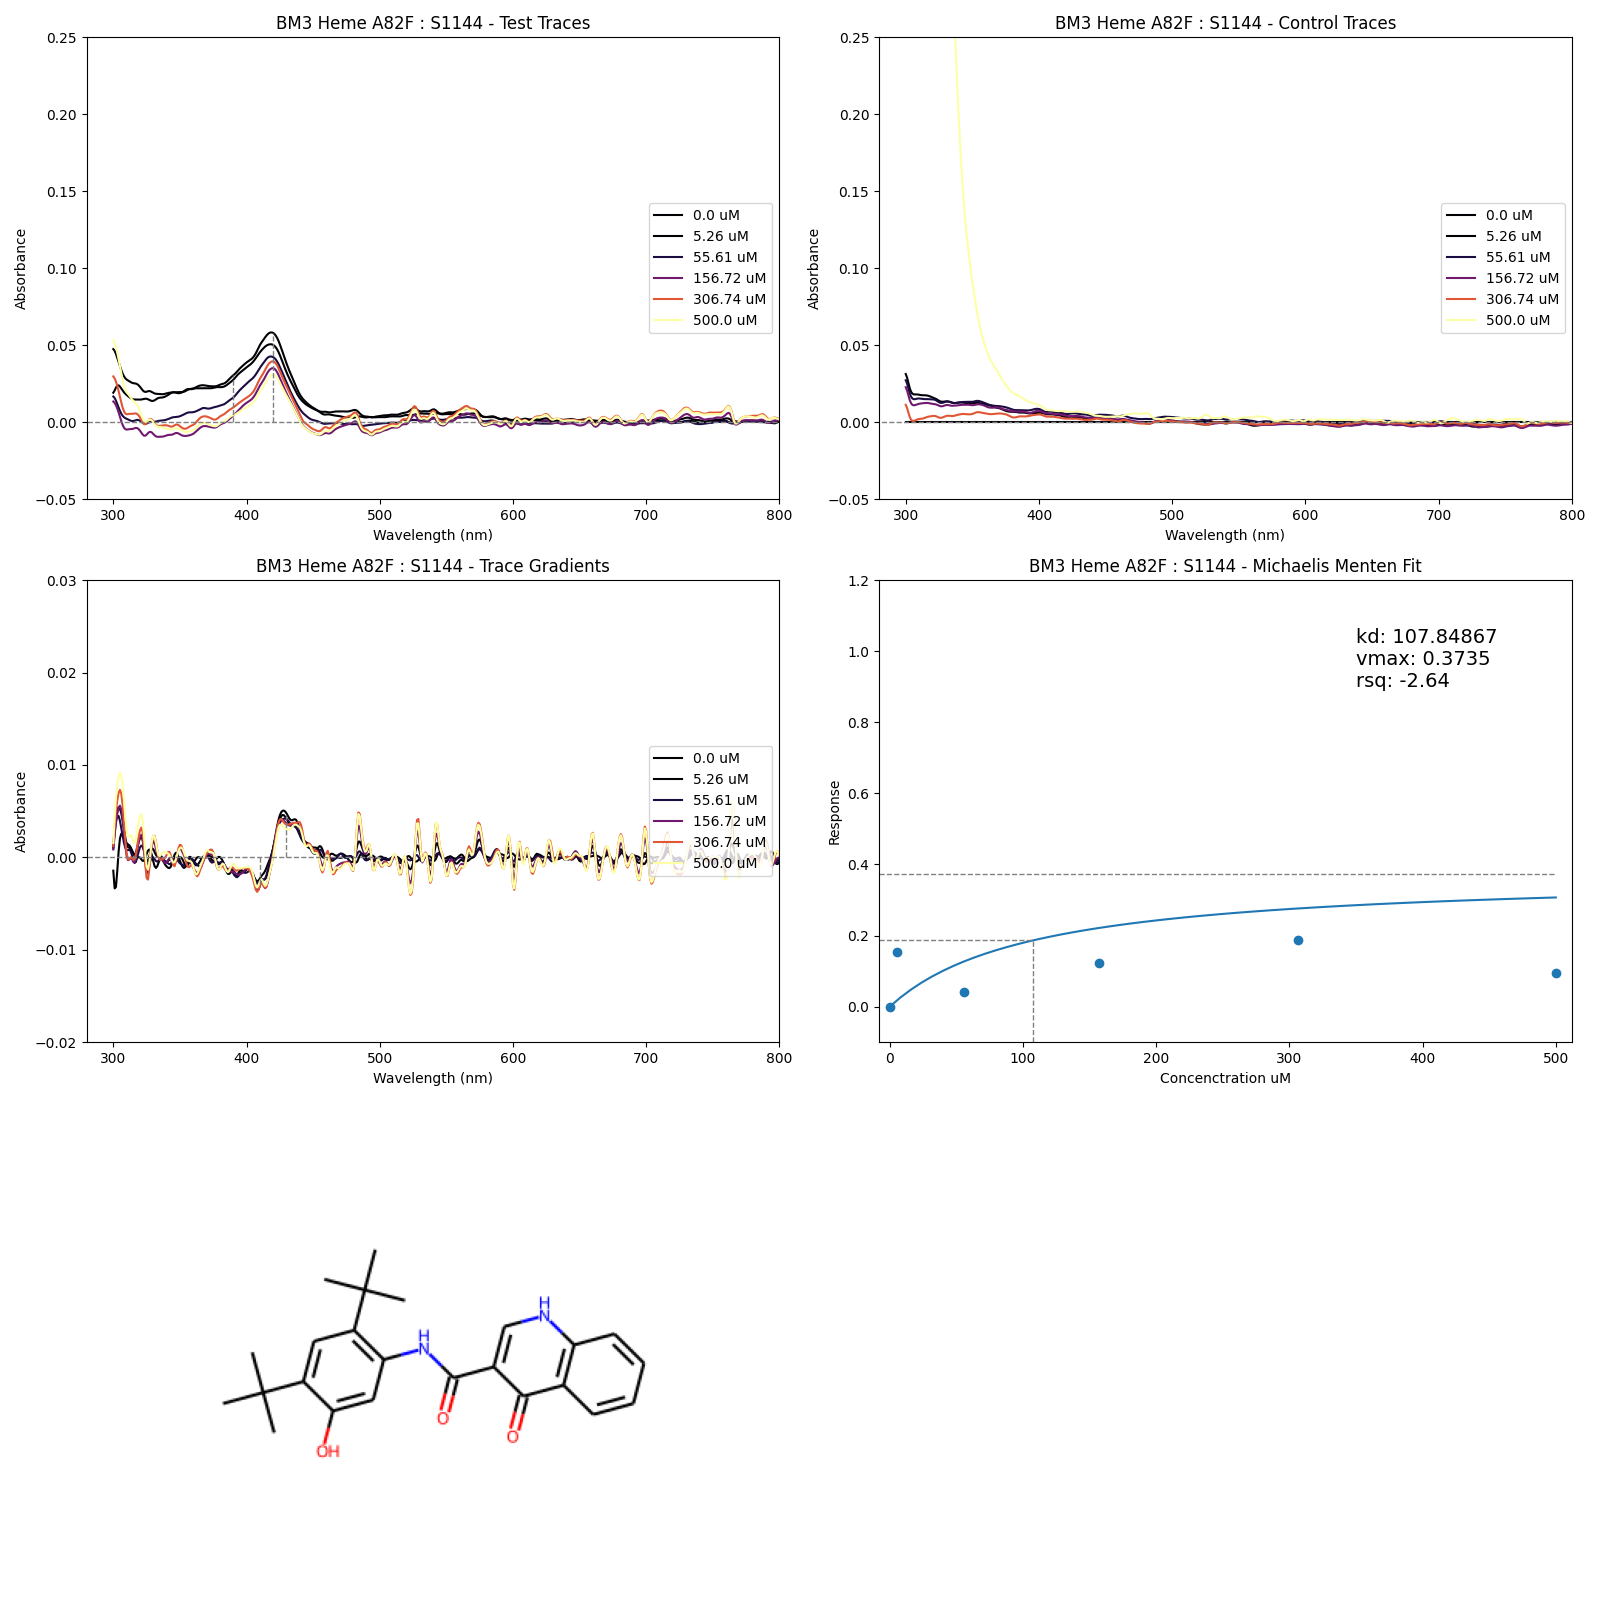 BM3 Heme A82F : S1144 - Test Traces
0.25
0.20
0.15
0.10
0.05
0.00
−0.05
Absorbance
300
400
500
600
700
800
Wavelength (nm)
0.0 uM
5.26 uM
55.61 uM
156.72 uM
306.74 uM
500.0 uM
BM3 Heme A82F : S1144 - Control Traces
0.25
0.20
0.15
0.10
0.05
0.00
−0.05
Absorbance
300
400
500
600
700
800
Wavelength (nm)
0.0 uM
5.26 uM
55.61 uM
156.72 uM
306.74 uM
500.0 uM
BM3 Heme A82F : S1144 - Trace Gradients
0.03
0.02
0.01
0.00
−0.01
−0.02
Absorbance
300
400
500
600
700
800
Wavelength (nm)
0.0 uM
5.26 uM
55.61 uM
156.72 uM
306.74 uM
500.0 uM
BM3 Heme A82F : S1144 - Michaelis Menten Fit
1.2
1.0
0.8
0.6
0.4
0.2
0.0
Response
kd: 107.84867
vmax: 0.3735
rsq: -2.64
0
100
200
300
400
500
Concenctration uM
H
N
H
N
O
O
OH